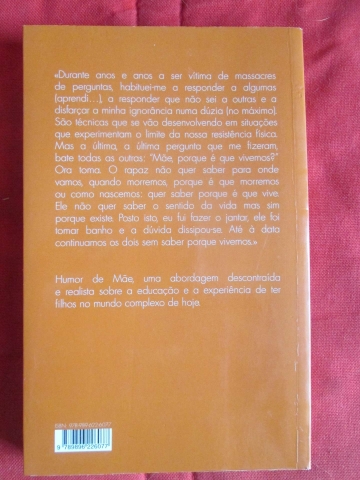 «Durante anos e anos a ser vítima de massacres
de perguntas, habituei-me a responder a algumas
(aprendi...), a responder que não sei a outras e a
disfarçar a minha ignorância numa dúzia (no máximo).
São técnicas que se vão desenvolvendo em situações
que experimentam o limite da nossa resistência física.
Mas a último, a última pergunta que me fizeram,
bate todas as outras: "Mãe, porque é que vivemos?"
Ora toma. O rapaz não quer saber para onde
vamos, quando morremos, porque é que morremos
ou como nascemos: quer saber porque é que vive.
Ele não quer saber o sentido da vida mas sim
porque existe. Posto isto, eu fui fazer o jantar, ele foi
tomar banho e a dúvida dissipou-se. Até à data
continuamos os dois sem saber porque vivemos.»
Humor de Mãe, uma abordagem descontraída
e realista sobre a educação e a experiência de ter
filhos no mundo complexo de hoje.
9 789896 226077